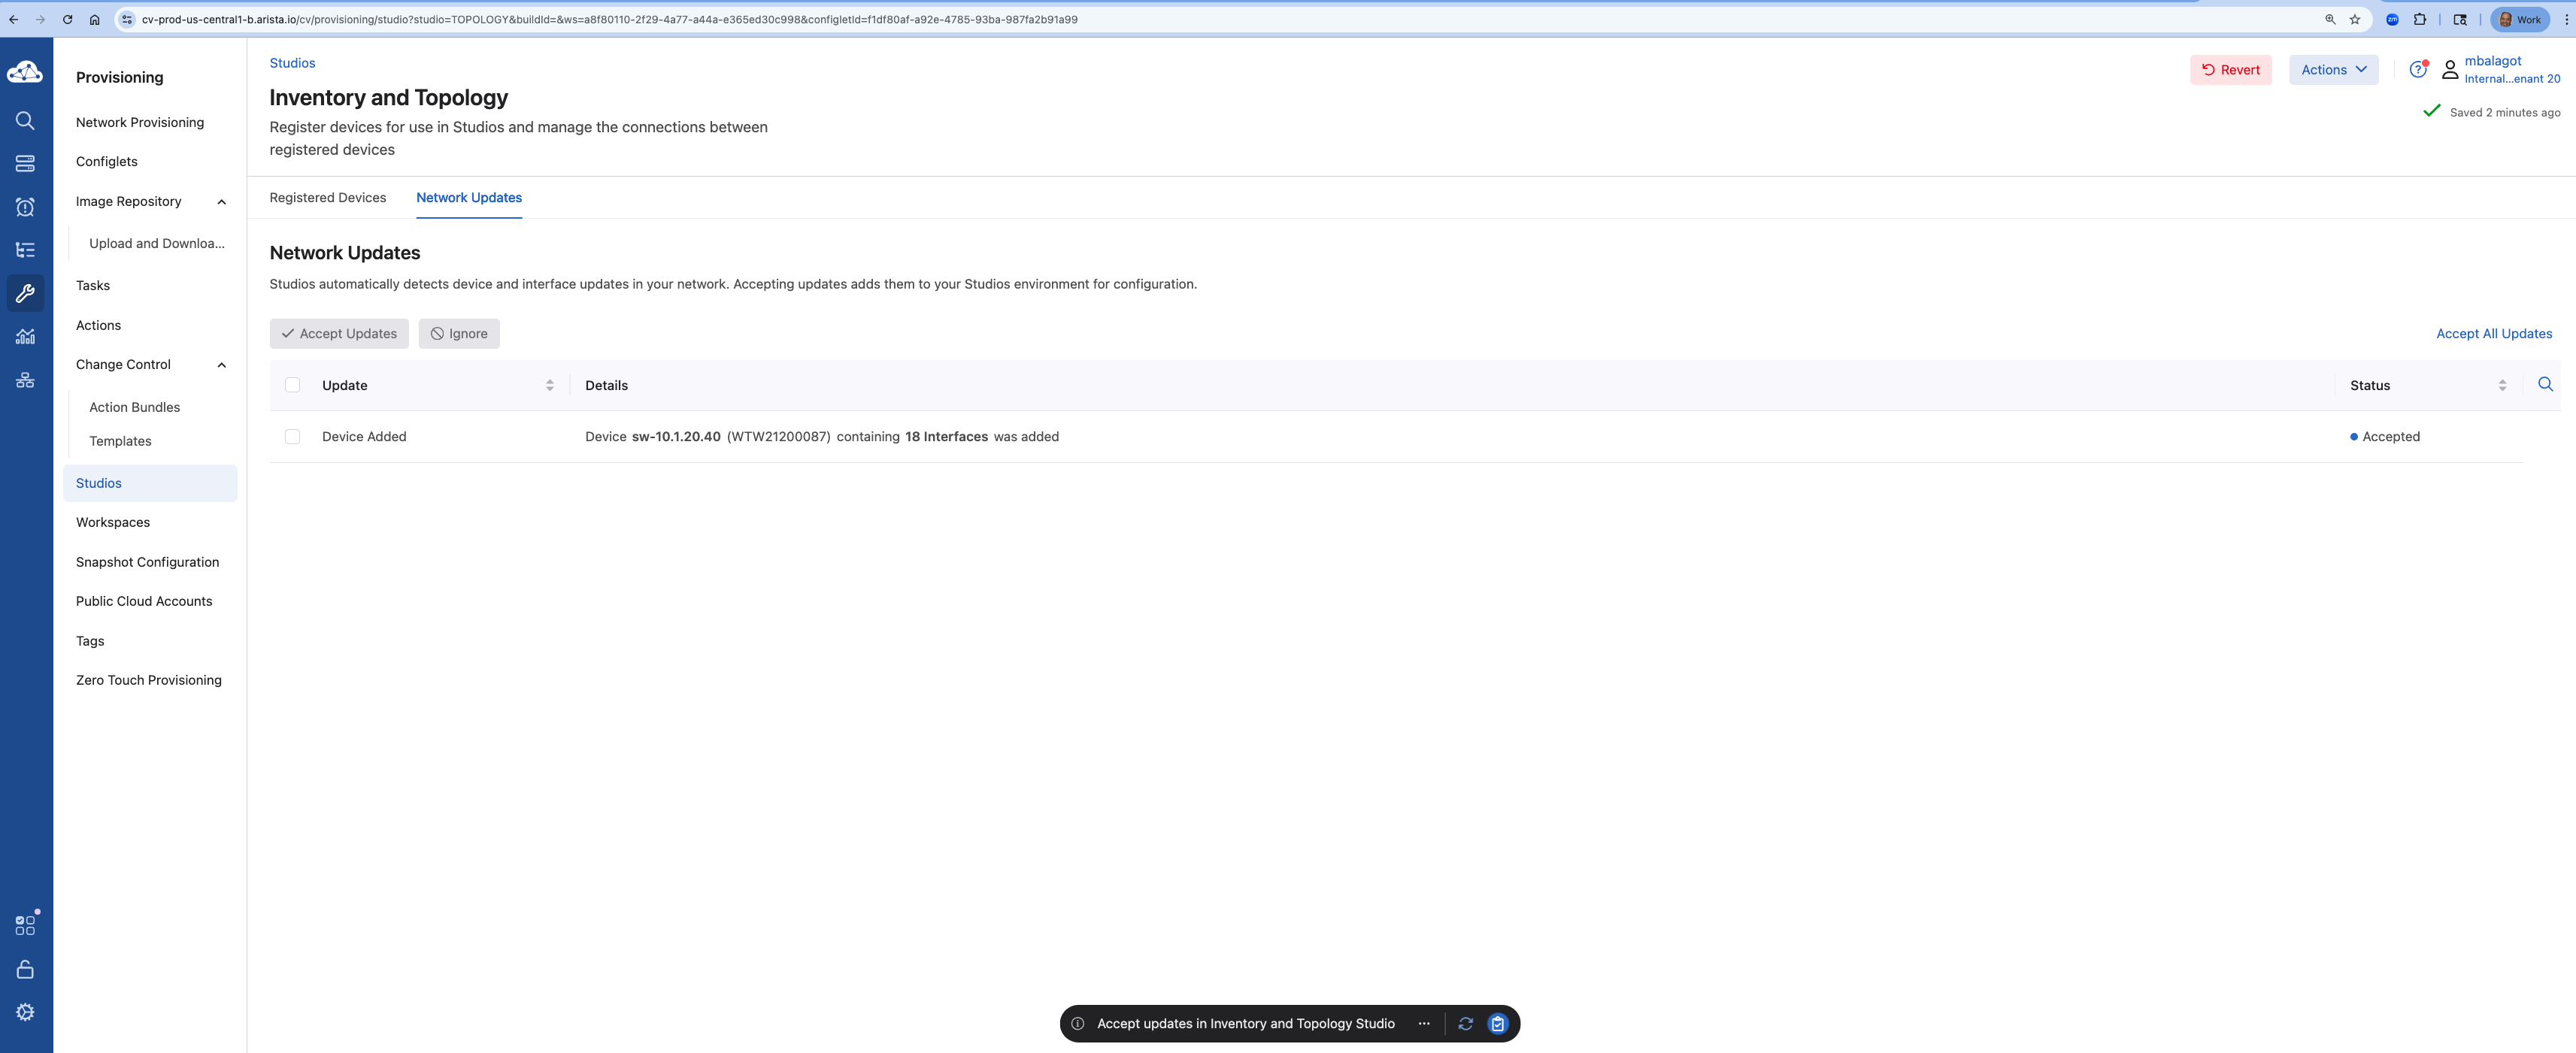 cv-prod-us-central1-b.arista.io/cv/provisioning/studio?studio=TOPOLOGY&buildId=&ws=a8f80110-2f29-4a77-a44a-e365ed30c998&configletId=f1df80af-a92e-4785-93ba-987fa2b91a99
zm
Work
Provisioning
Network Provisioning
Configlets
Image Repository
Upload and Downloa...
Tasks
Actions
Change Control
Action Bundles
Templates
Studios
Workspaces
Snapshot Configuration
Public Cloud Accounts
Tags
Zero Touch Provisioning
Studios
Inventory and Topology
Register devices for use in Studios and manage the connections between
registered devices
Revert
Actions
mbalagot
Internal...enant 20
Saved 2 minutes ago
Registered Devices
Network Updates
Network Updates
Studios automatically detects device and interface updates in your network. Accepting updates adds them to your Studios environment for configuration.
Accept Updates
Ignore
Accept All Updates
Update
Details
Status
Device Added
Device sw-10.1.20.40 (WTW21200087) containing 18 Interfaces was added
Accepted
Accept updates in Inventory and Topology Studio